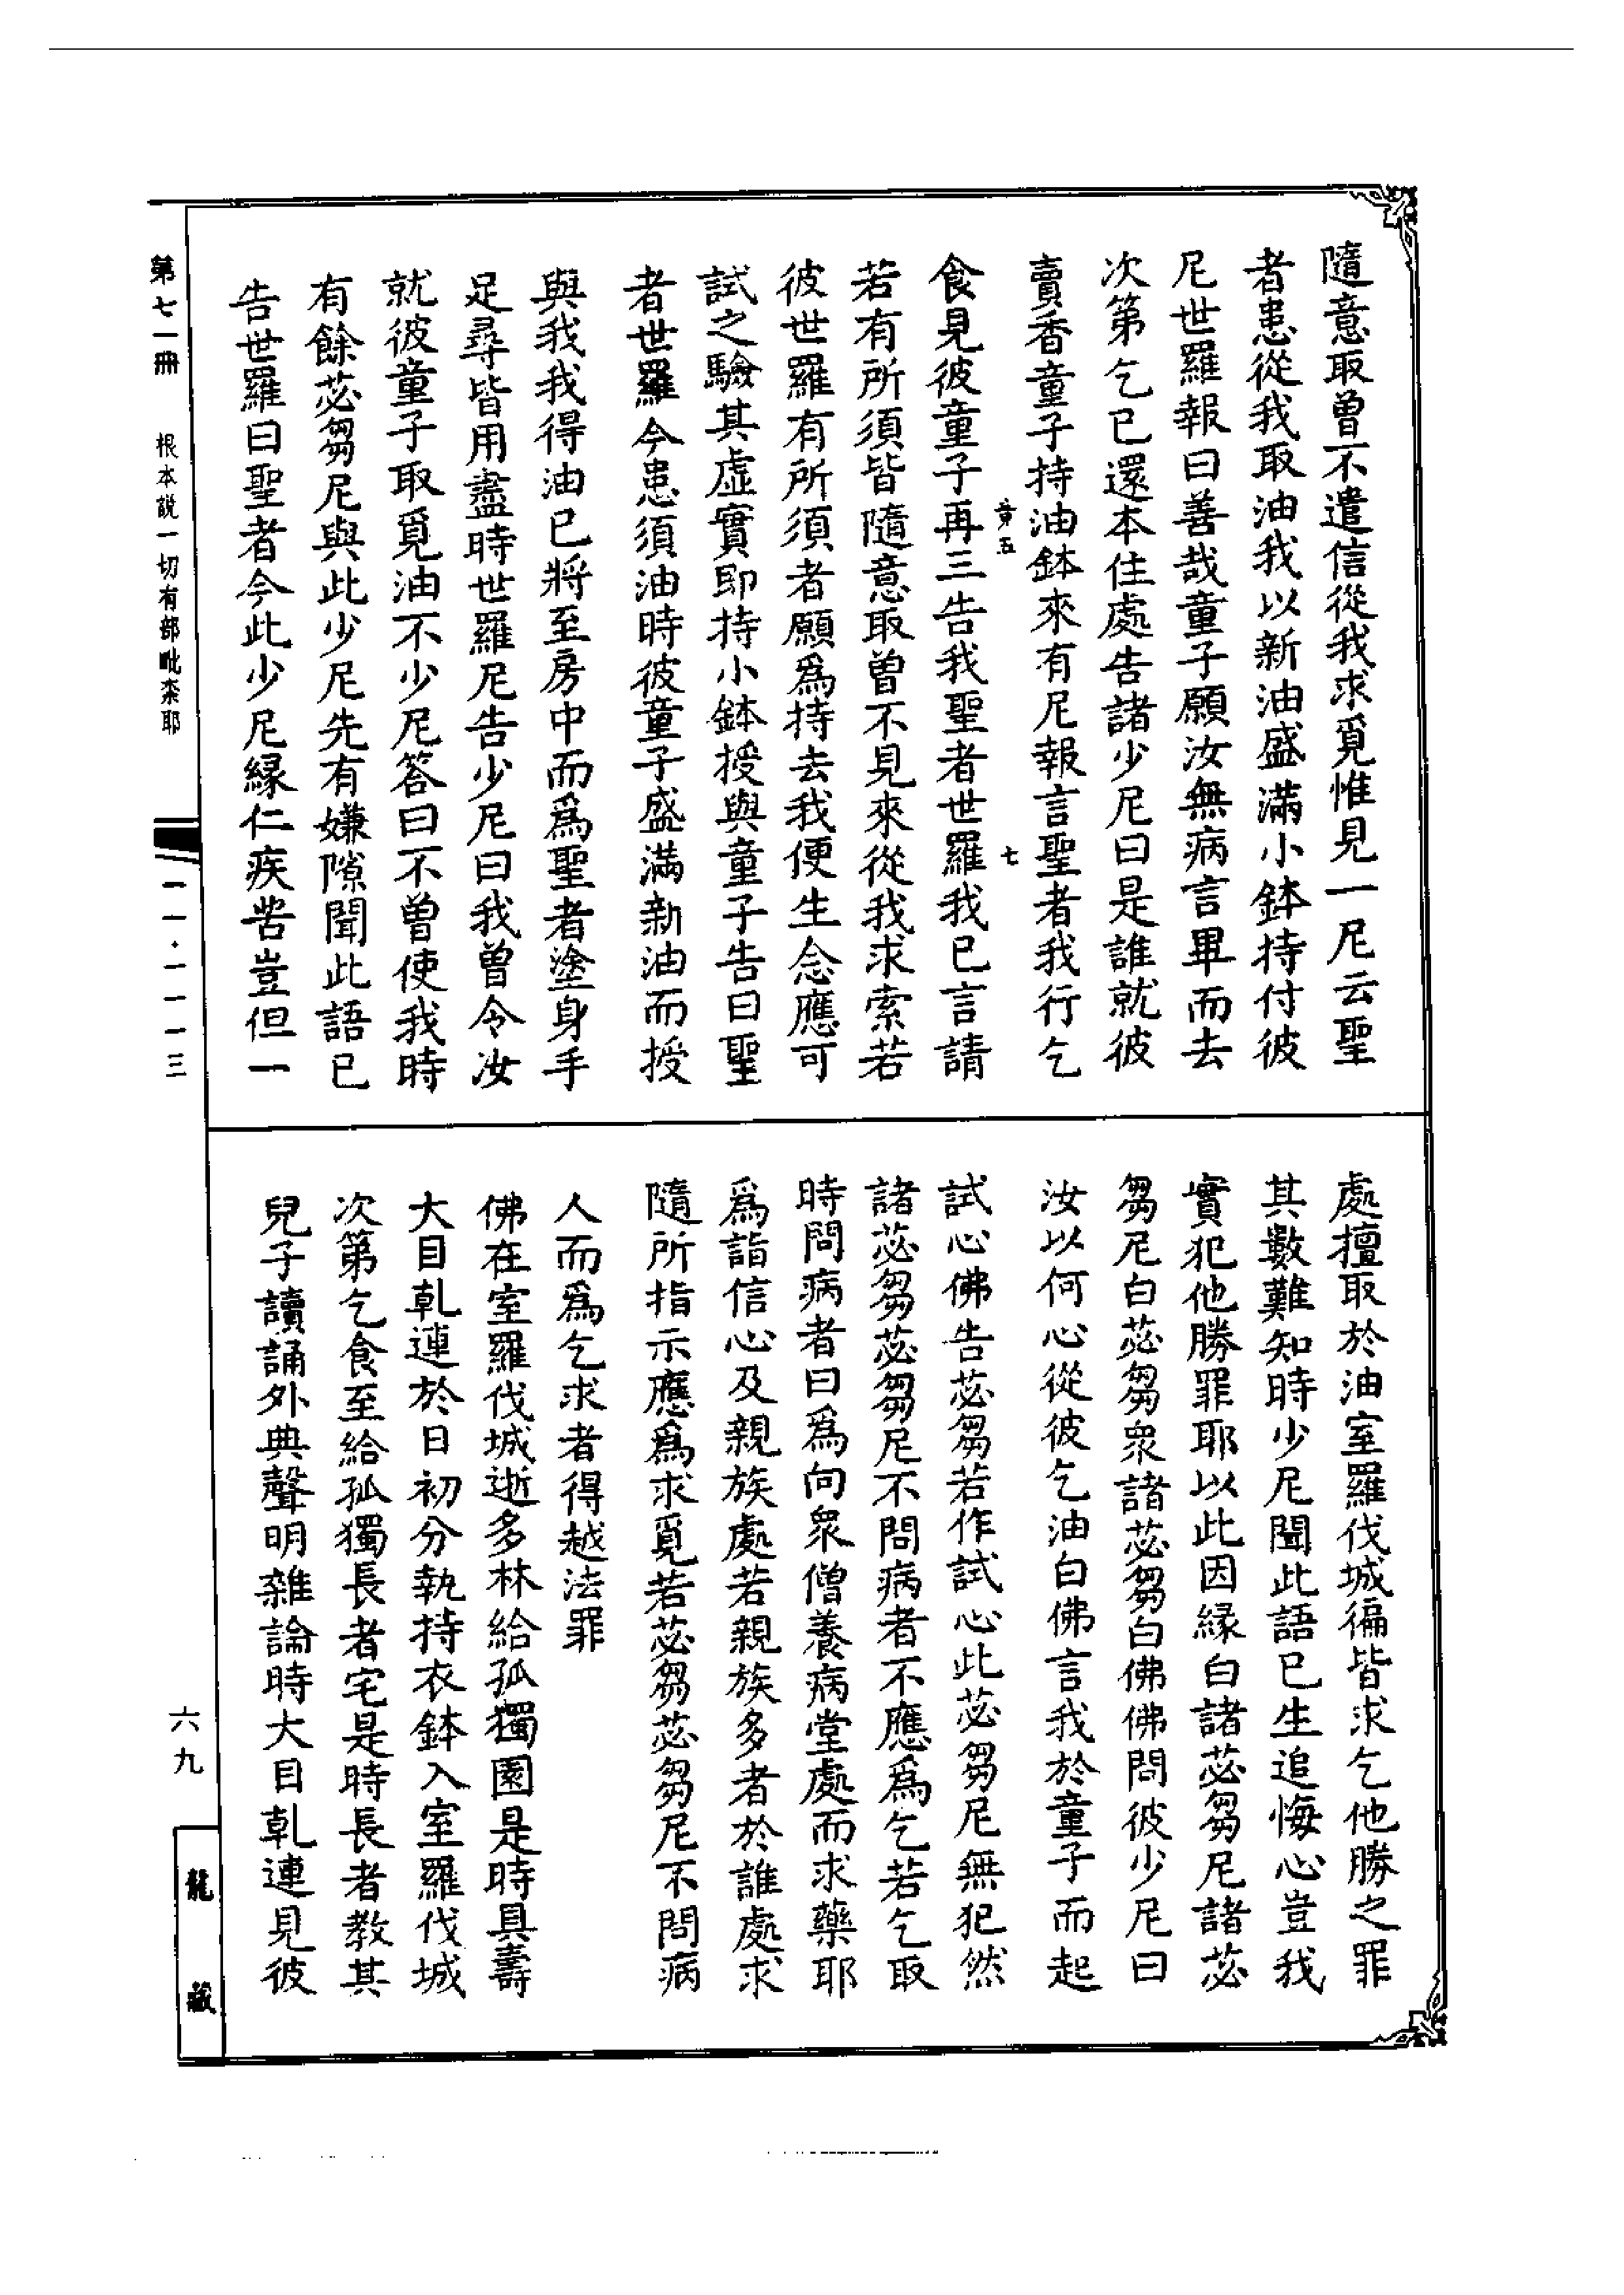 隨意取曾不遣信從我求覓惟見一尼云聖
者患從我取油我以新油盛滿小鉢持付彼
尼世羅報曰善哉童子願汝無病言畢而去
次第乞已還本住處告諸少尼曰是誰就彼
賣香童子持油鉢來有尼報言聖者我行乞
章五 七
食見彼童子再三告我聖者世羅我已言請
若有所須皆隨意取曾不見來從我求索若
彼世羅有所須者願爲持去我便生念應可
試之驗其虛實即持小鉢授與童子告曰聖
者世羅今患須油時彼童子盛滿新油而授
與我我得油已將至房中而爲聖者塗身手
足尋皆用盡時世羅尼告少尼曰我曾令汝
就彼童子取覓油不少尼答曰不曾使我時
有餘苾芻尼與此少尼先有嫌隙聞此語已
告世羅曰聖者今此少尼緣仁疾苦豈但一
處擅取於油室羅伐城徧皆求乞他勝之罪
其數難知時少尼聞此語已生追悔心豈我
實犯他勝罪耶以此因緣白諸苾芻尼諸苾
芻尼白苾芻衆諸苾芻白佛佛問彼少尼曰
汝以何心從彼乞油白佛言我於童子而起
試心佛告苾芻若作試心此苾芻尼無犯然
諸苾芻苾芻尼不問病者不應爲乞若乞取
時問病者曰爲向衆僧養病堂處而求藥耶
爲詣信心及親族處若親族多者於誰處求
隨所指示應爲求覓若苾芻苾芻尼不問病
人而爲乞求者得越法罪
佛在室羅伐城逝多林給孤獨園是時具壽
大目乹連於日初分執持衣鉢入室羅伐城
次第乞食至給孤獨長者宅是時長者教其
兒子讀誦外典聲明雜論時大目乹連見彼
第七一冊 根本説一切有部毗柰耶
一一·一一一三
六九
龍藏